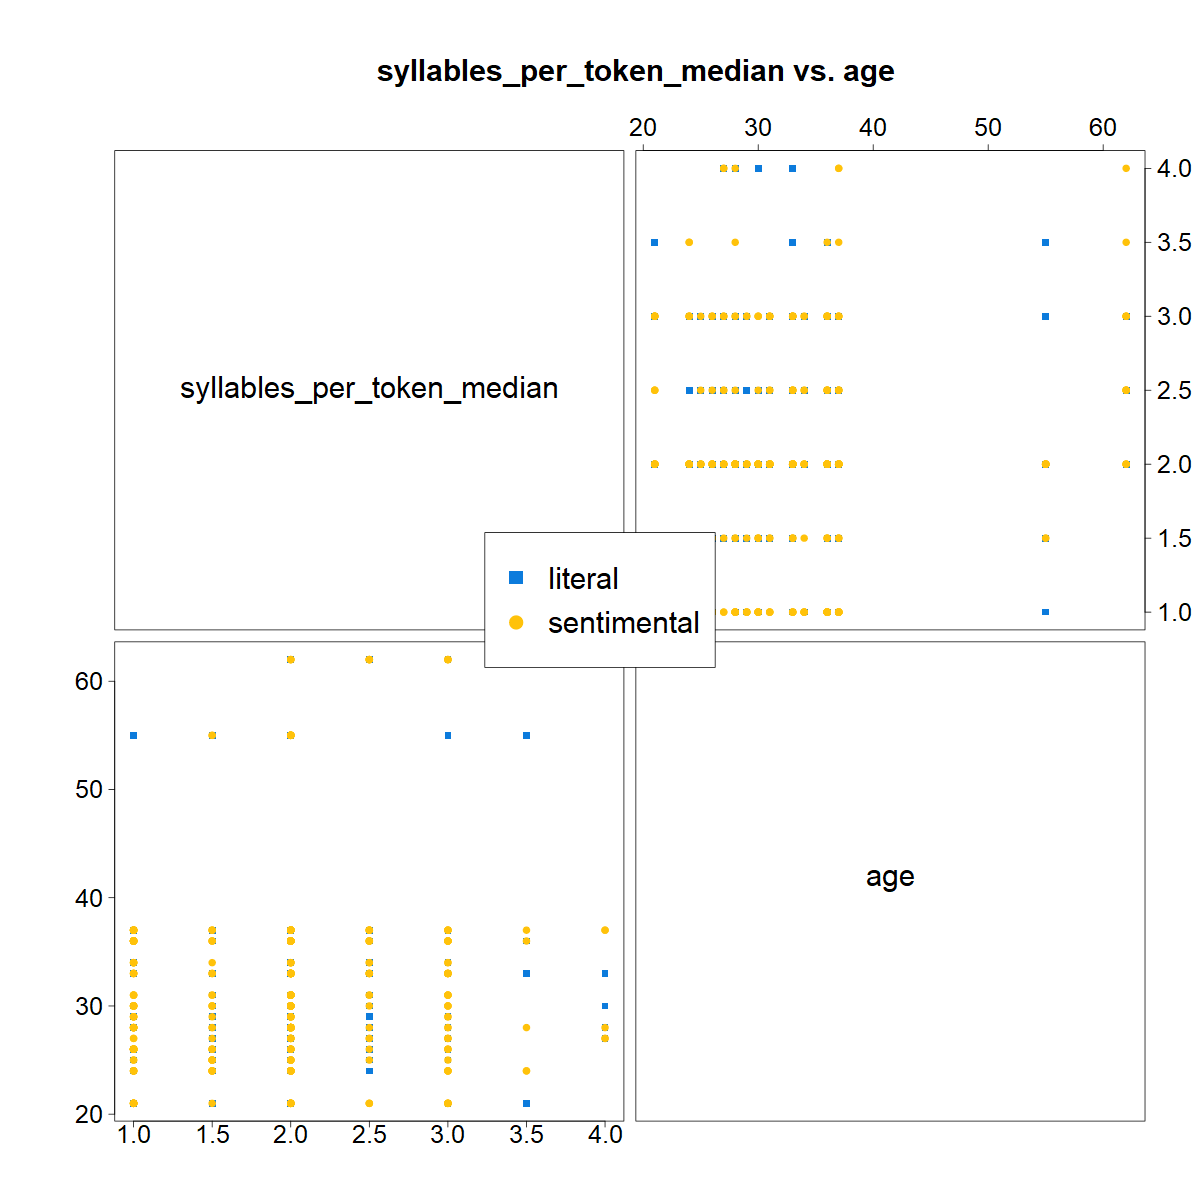 syllables_per_token_median vs. age
20 30 40 50 60
4.0
3.5
3.0
syllables_per_token_median
2.5
2.0
1.5
literal
1.0
sentimental
60
50
age
40
30
20
1.0 1.5 2.0 2.5 3.0 3.5 4.0